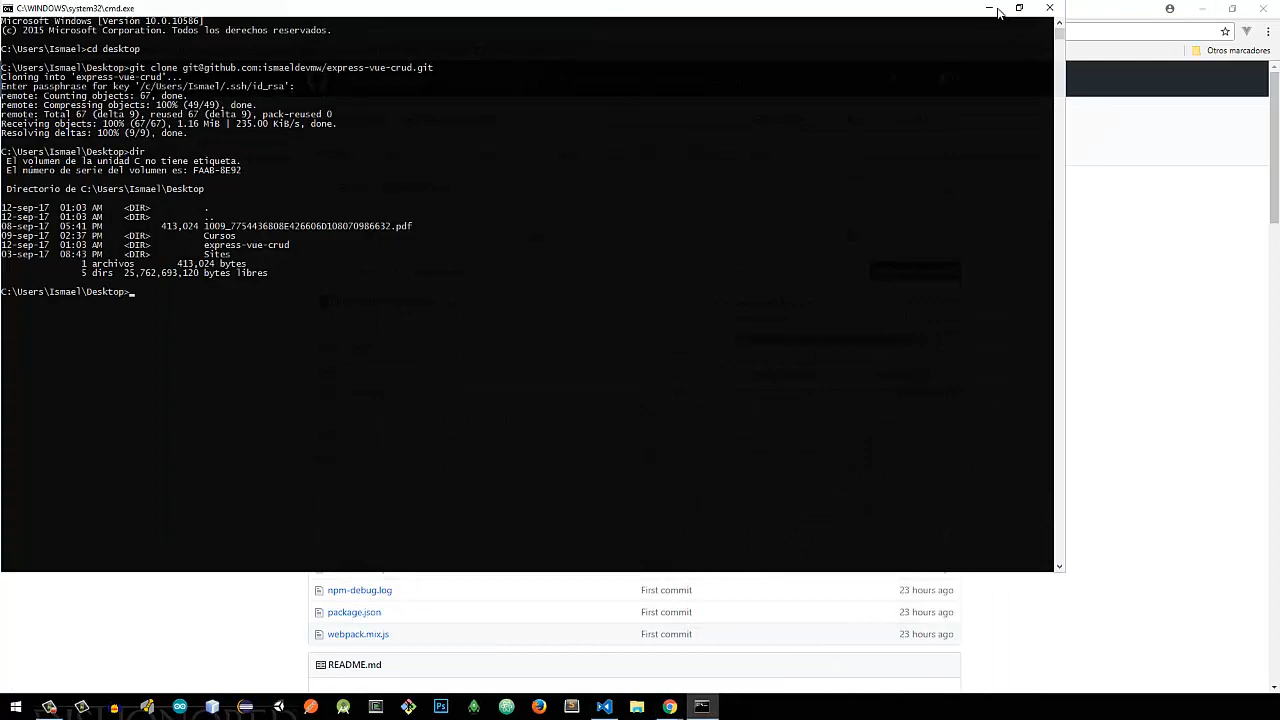 C:\WINDOWS\system32\cmd.exe
Microsoft Windows [Versión 10.0.10586]
(c) 2015 Microsoft Corporation. Todos los derechos reservados.
C:\Users\Ismael>cd desktop
C:\Users\Ismael\Desktop>git clone git@github.com:ismaeldevmw/express-vue-crud.git
Cloning into 'express-vue-crud'...
Enter passphrase for key '/c/Users/Ismael/.ssh/id_rsa':
remote: Counting objects: 67, done.
remote: Compressing objects: 100% (49/49), done.
remote: Total 67 (delta 9), reused 67 (delta 9), pack-reused 0
Receiving objects: 100% (67/67), 1.16 MiB | 235.00 KiB/s, done.
Resolving deltas: 100% (9/9), done.
C:\Users\Ismael\Desktop>dir
El volumen de la unidad C no tiene etiqueta.
El número de serie del volumen es: FAAB-8E92
Directorio de C:\Users\Ismael\Desktop
12-sep-17 01:03 AM <DIR> .
12-sep-17 01:03 AM <DIR> ..
08-sep-17 05:41 PM 413,024 1009_7754436808E426606D108070986632.pdf
09-sep-17 02:37 PM <DIR> Cursos
12-sep-17 01:03 AM <DIR> express-vue-crud
03-sep-17 08:43 PM <DIR> Sites
1 archivos 413,024 bytes
5 dirs 25,762,693,120 bytes libres
C:\Users\Ismael\Desktop>
Otros marcadores
npm-debug.log First commit 23 hours ago
package.json First commit 23 hours ago
webpack.mix.js First commit 23 hours ago
README.md